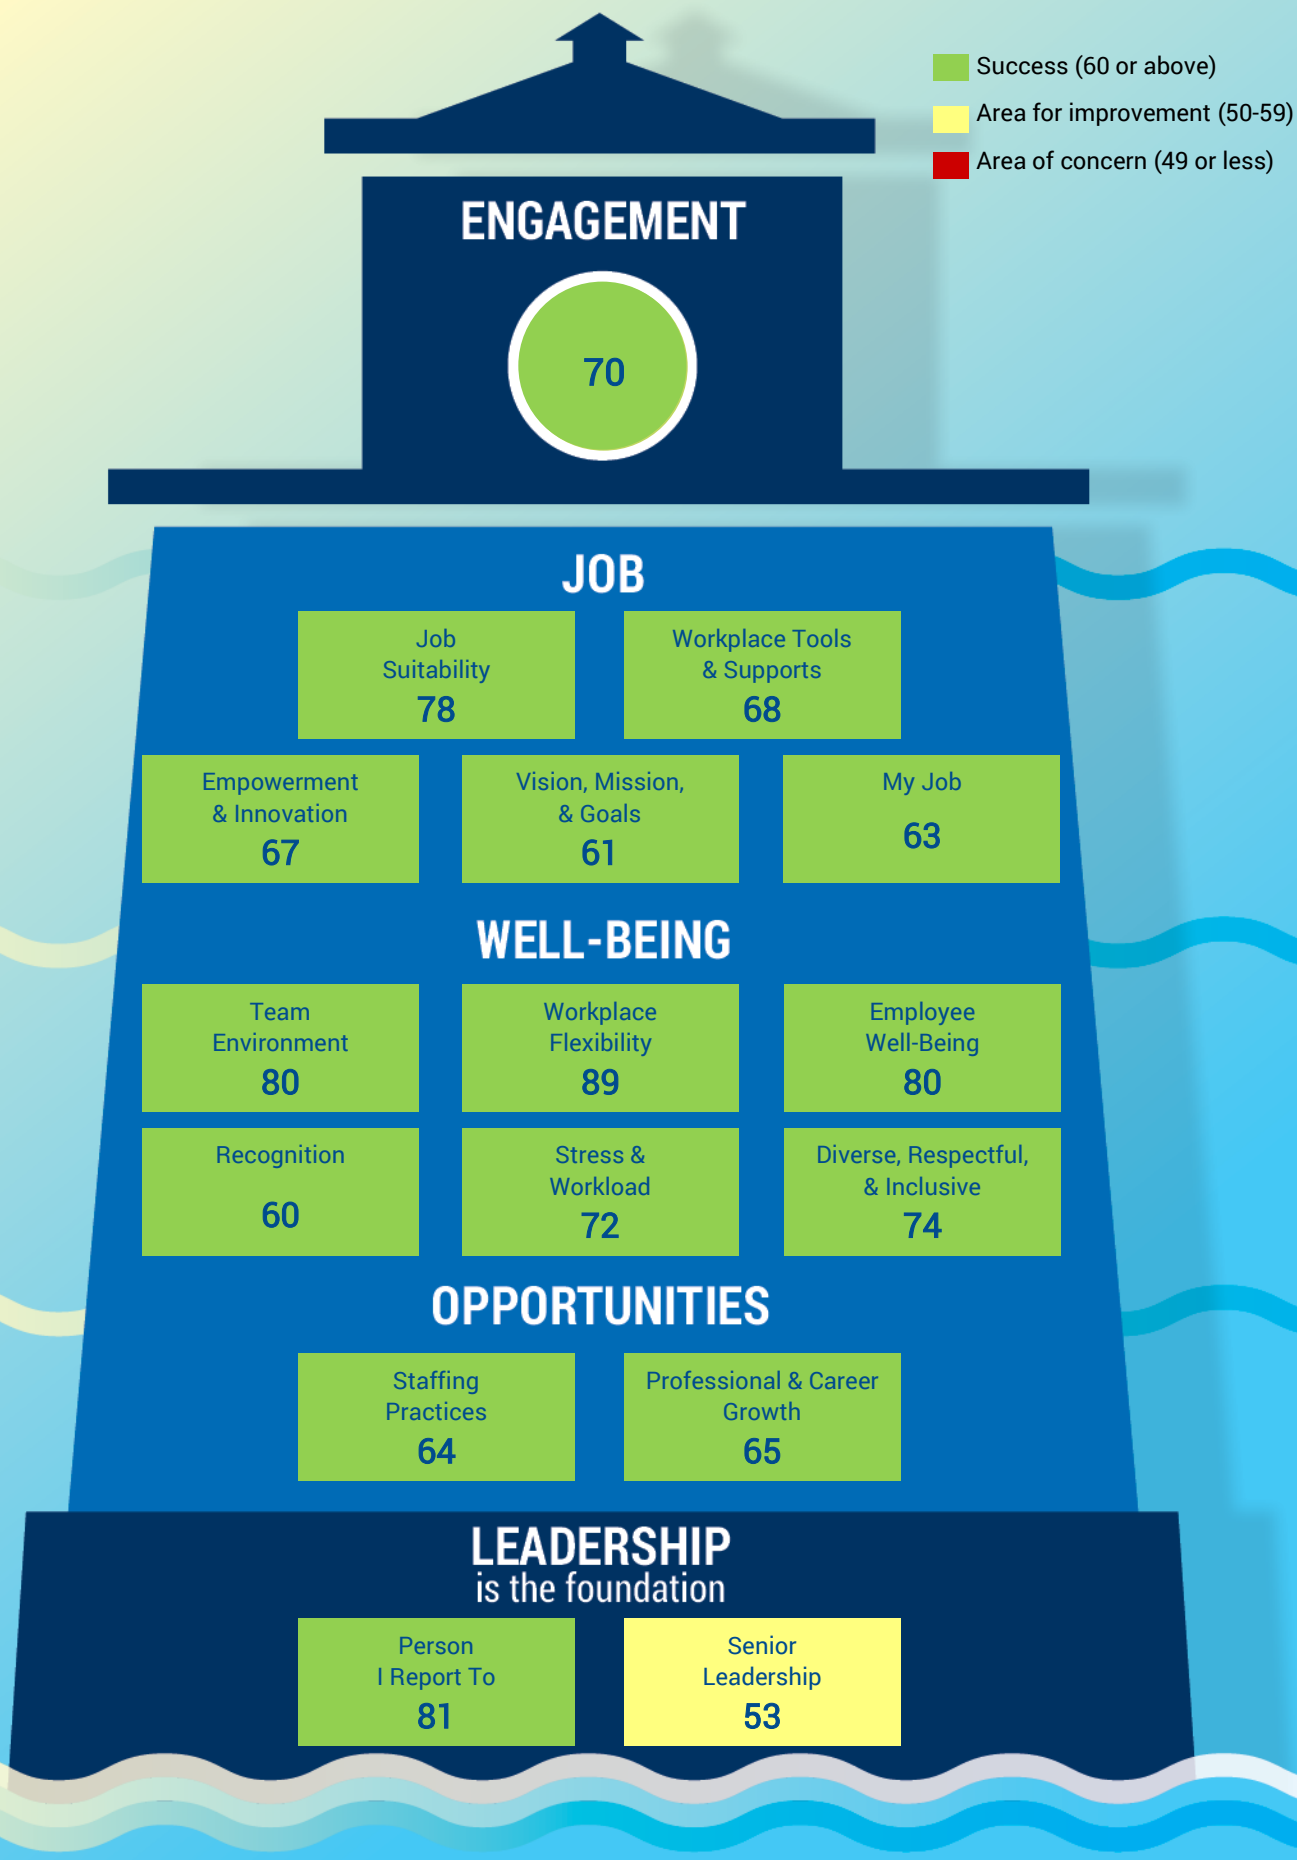 Success (60 or above)
Area for improvement (50-59)
Area of concern (49 or less)
ENGAGEMENT
70
JOB
Job
Suitability
78
Workplace Tools
& Supports
68
Empowerment
& Innovation
67
Vision, Mission,
& Goals
61
My Job
63
WELL-BEING
Team
Environment
80
Workplace
Flexibility
89
Employee
Well-Being
80
Recognition
60
Stress &
Workload
72
Diverse, Respectful,
& Inclusive
74
OPPORTUNITIES
Staffing
Practices
64
Professional & Career
Growth
65
LEADERSHIP
is the foundation
Person
I Report To
81
Senior
Leadership
53